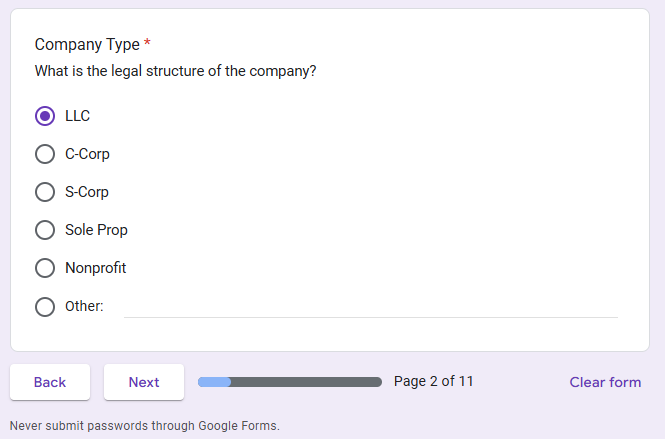 Company Type *
What is the legal structure of the company?
LLC
C-Corp
S-Corp
Sole Prop
Nonprofit
Other:
Back Next Page 2 of 11 Clear form
Never submit passwords through Google Forms.